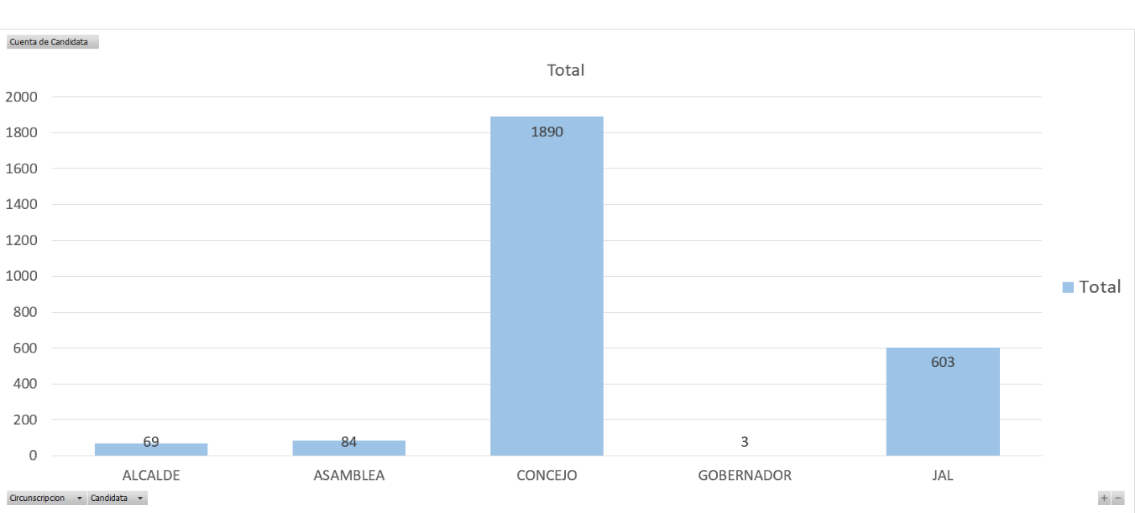 Cuenta de Candidata
Total
2000
1800
1890
1600
1400
1200
1000
Total
800
600
603
400
200
69
84
3
0
ALCALDE
ASAMBLEA
CONCEJO
GOBERNADOR
JAL
Circunscripcion Candidata
+ −